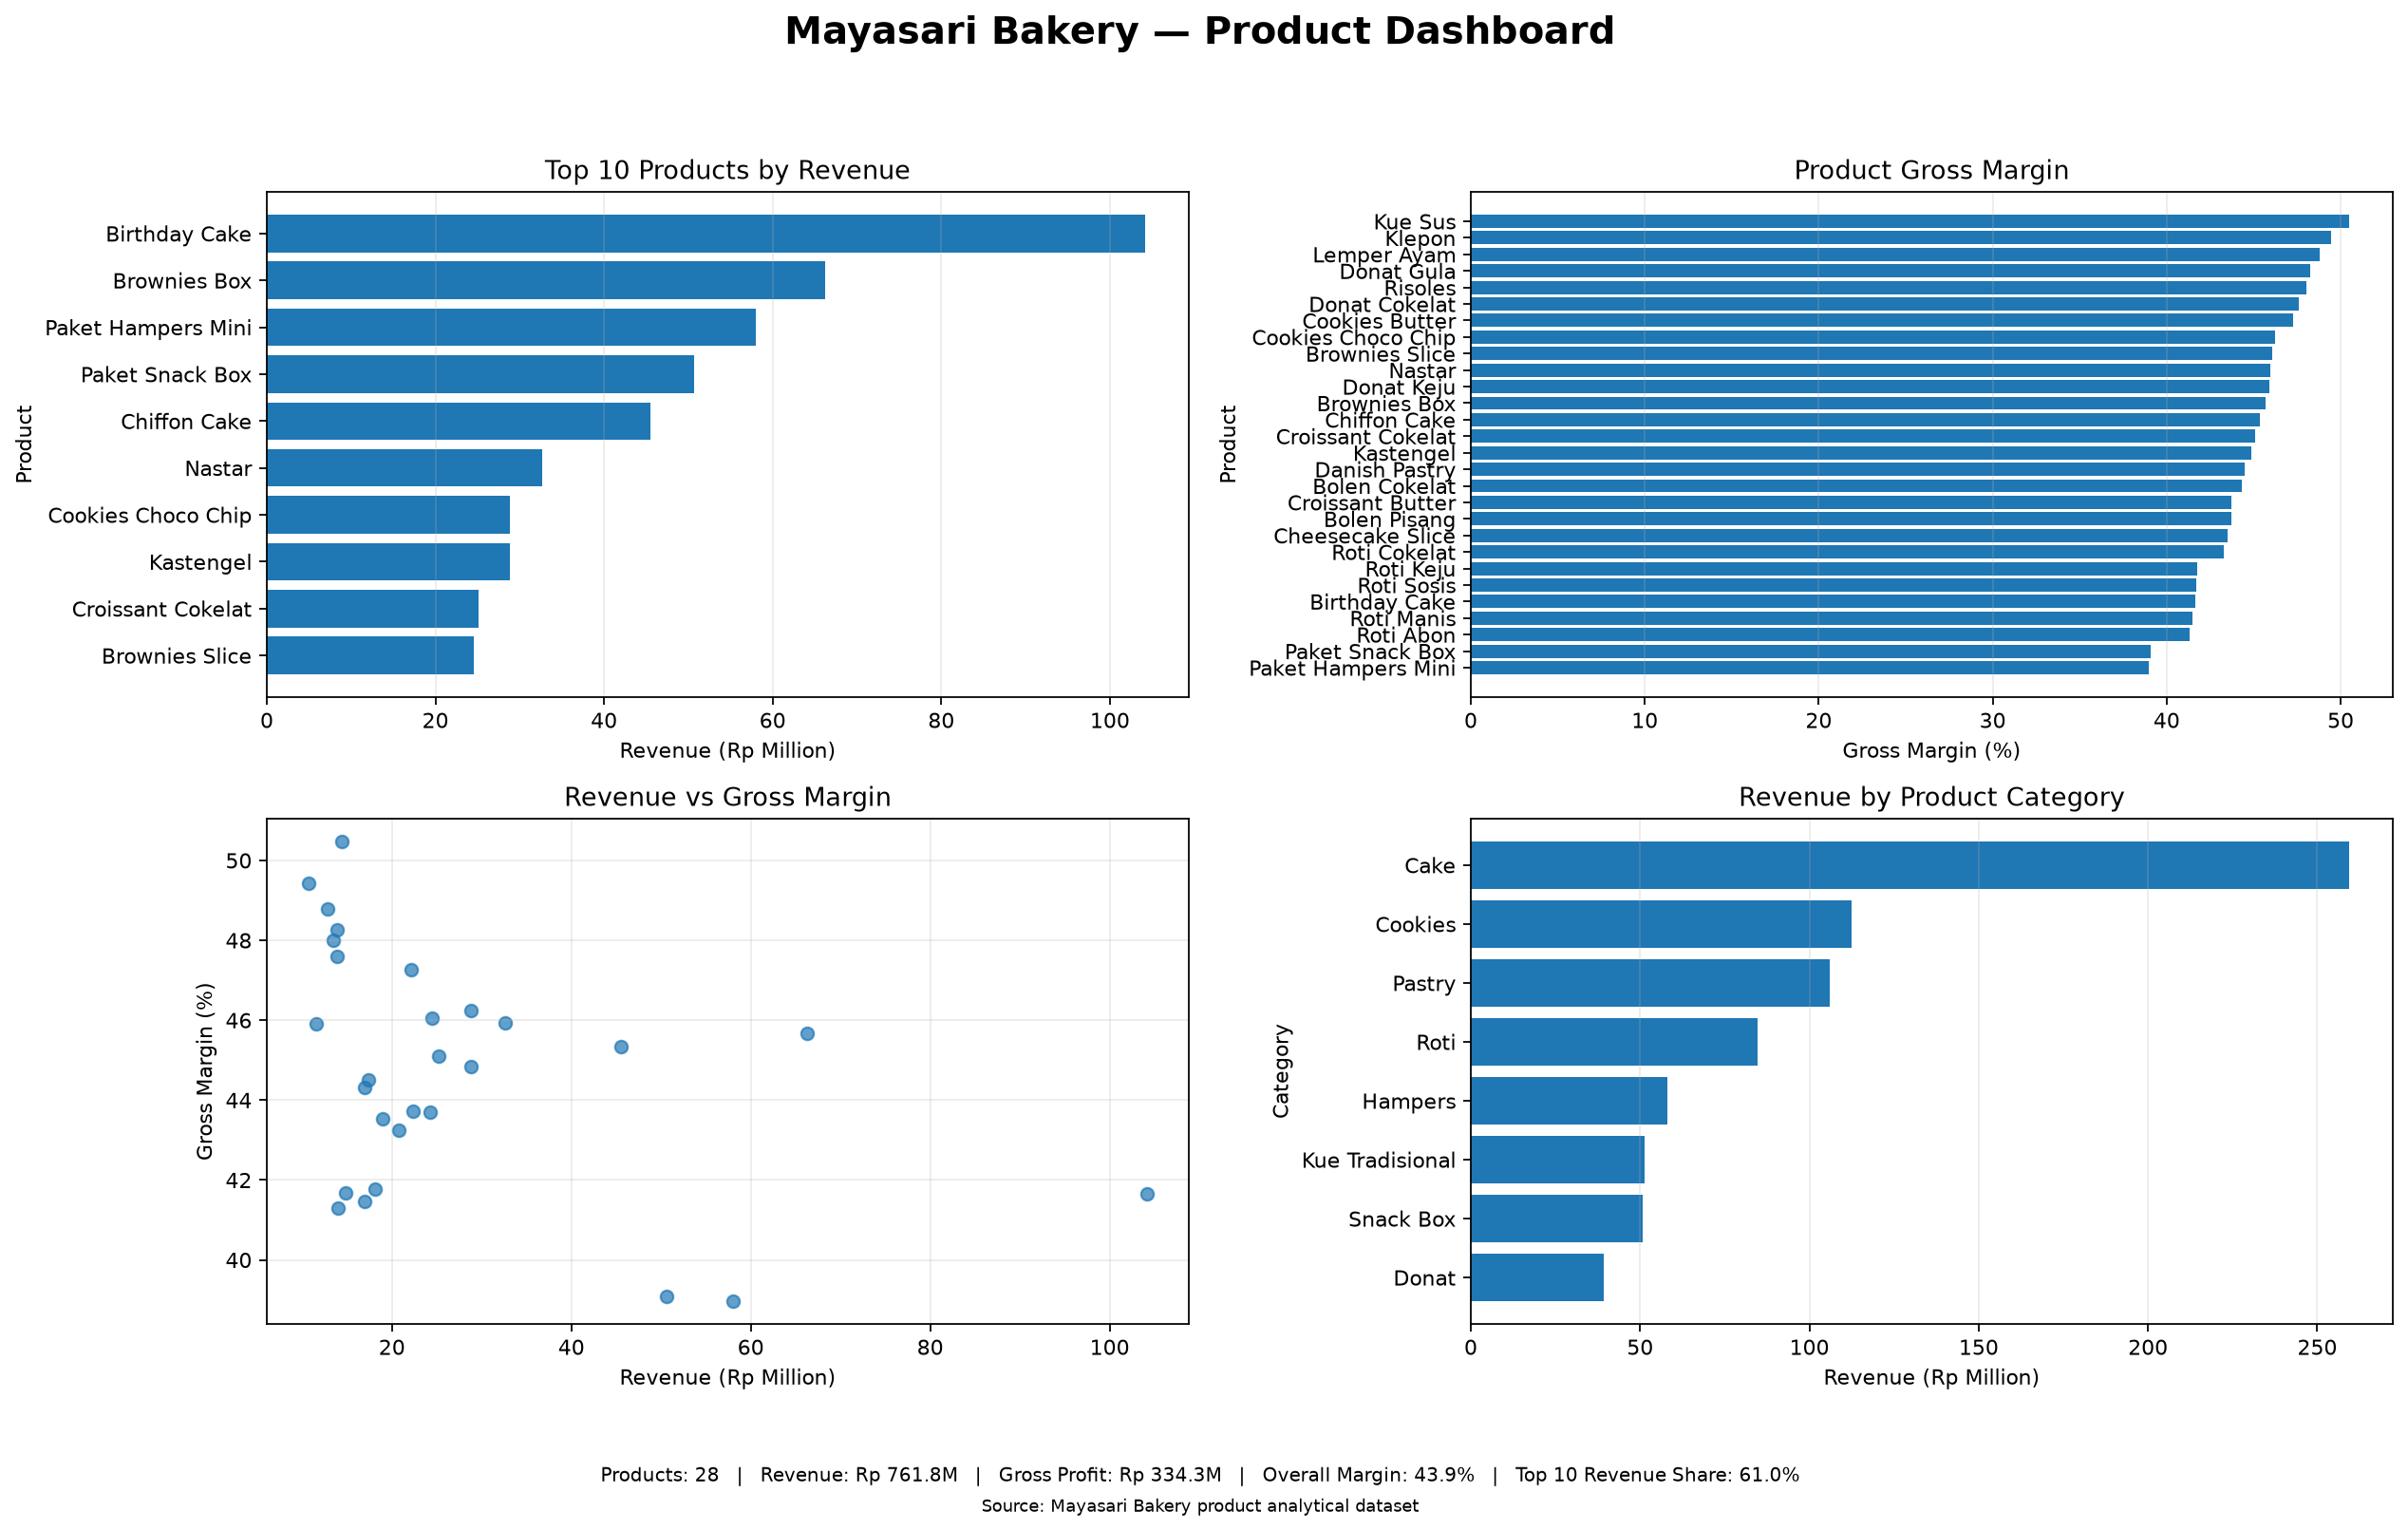 Mayasari Bakery — Product Dashboard
Top 10 Products by Revenue
Product
Birthday Cake
Brownies Box
Paket Hampers Mini
Paket Snack Box
Chiffon Cake
Nastar
Cookies Choco Chip
Kastengel
Croissant Cokelat
Brownies Slice
0 20 40 60 80 100
Revenue (Rp Million)
Product Gross Margin
Product
Kue Sus
Klepon
Lemper Ayam
Donat Gula
Risoles
Donat Cokelat
Cookies Butter
Cookies Choco Chip
Brownies Slice
Nastar
Donat Keju
Brownies Box
Chiffon Cake
Croissant Cokelat
Kastengel
Danish Pastry
Bolen Cokelat
Croissant Butter
Bolen Pisang
Cheesecake Slice
Roti Cokelat
Roti Keju
Roti Sosis
Birthday Cake
Roti Manis
Roti Abon
Paket Snack Box
Paket Hampers Mini
0 10 20 30 40 50
Gross Margin (%)
Revenue vs Gross Margin
Gross Margin (%)
50
48
46
44
42
40
20 40 60 80 100
Revenue (Rp Million)
Revenue by Product Category
Category
Cake
Cookies
Pastry
Roti
Hampers
Kue Tradisional
Snack Box
Donat
0 50 100 150 200 250
Revenue (Rp Million)
Products: 28 | Revenue: Rp 761.8M | Gross Profit: Rp 334.3M | Overall Margin: 43.9% | Top 10 Revenue Share: 61.0%
Source: Mayasari Bakery product analytical dataset